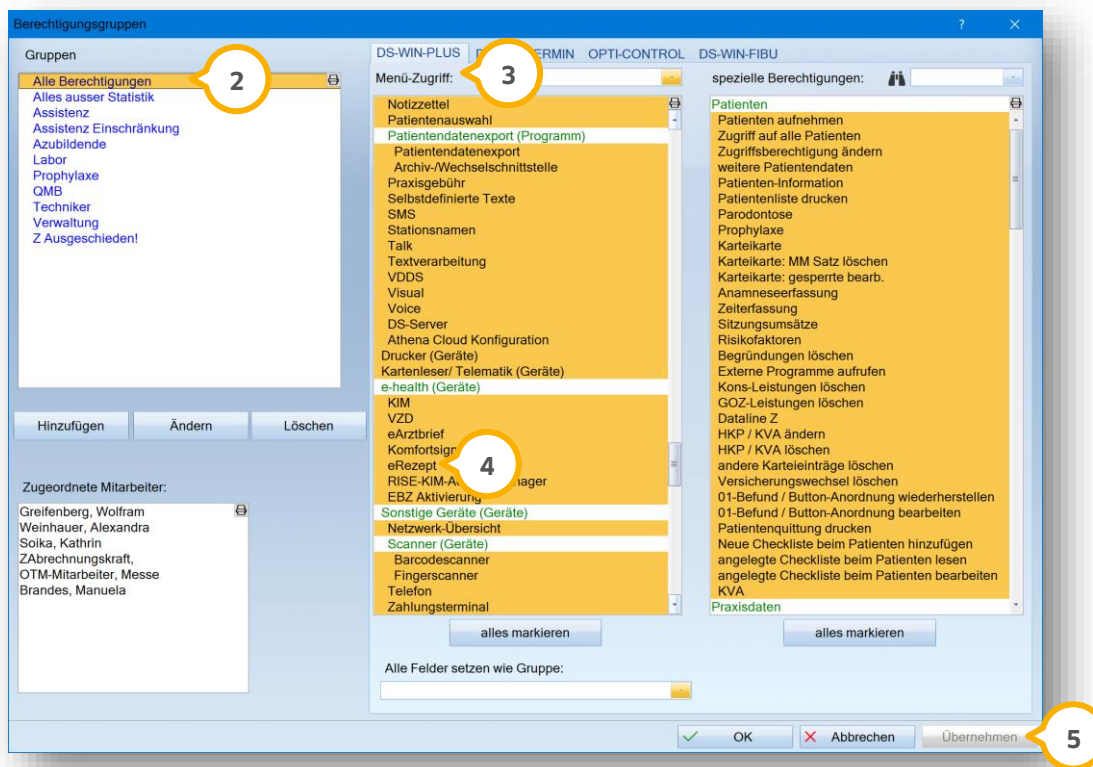 Berechtigungsgruppen
?
Gruppen
Alle Berechtigungen
Alles ausser Statistik
Assistenz
Assistenz Einschränkung
Azubildende
Labor
Prophylaxe
QMB
Techniker
Verwaltung
Z Ausgeschieden!
2
Hinzufügen Ändern Löschen
Zugeordnete Mitarbeiter:
Greifenberg, Wolfram
Weinhauer, Alexandra
Soika, Kathrin
ZAbrechnungskraft,
OTM-Mitarbeiter, Messe
Brandes, Manuela
DS-WIN-PLUS ERMIN OPTI-CONTROL DS-WIN-FIBU
Menü-Zugriff:
3
Notizzettel
Patientenauswahl
Patientendatenexport (Programm)
Patientendatenexport
Archiv-/Wechselschnittstelle
Praxisgebühr
Selbstdefinierte Texte
SMS
Stationsnamen
Talk
Textverarbeitung
VDDS
Visual
Voice
DS-Server
Athena Cloud Konfiguration
Drucker (Geräte)
Kartenleser/ Telematik (Geräte)
e-health (Geräte)
KIM
VZD
eArztbrief
Komfortsign
eRezept
4
RISE-KIM-A nager
EBZ Aktivierung
Sonstige Geräte (Geräte)
Netzwerk-Übersicht
Scanner (Geräte)
Barcodescanner
Fingerscanner
Telefon
Zahlungsterminal
alles markieren
Alle Felder setzen wie Gruppe:
spezielle Berechtigungen:
Patienten
Patienten aufnehmen
Zugriff auf alle Patienten
Zugriffsberechtigung ändern
weitere Patientendaten
Patienten-Information
Patientenliste drucken
Parodontose
Prophylaxe
Karteikarte
Karteikarte: MM Satz löschen
Karteikarte: gesperrte bearb.
Anamneseerfassung
Zeiterfassung
Sitzungsumsätze
Risikofaktoren
Begründungen löschen
Externe Programme aufrufen
Kons-Leistungen löschen
GOZ-Leistungen löschen
Dataline Z
HKP / KVA ändern
HKP / KVA löschen
andere Karteieinträge löschen
Versicherungswechsel löschen
01-Befund / Button-Anordnung wiederherstellen
01-Befund / Button-Anordnung bearbeiten
Patientenquittung drucken
Neue Checkliste beim Patienten hinzufügen
angelegte Checkliste beim Patienten lesen
angelegte Checkliste beim Patienten bearbeiten
KVA
Praxisdaten
alles markieren
OK Abbrechen Übernehmen
5